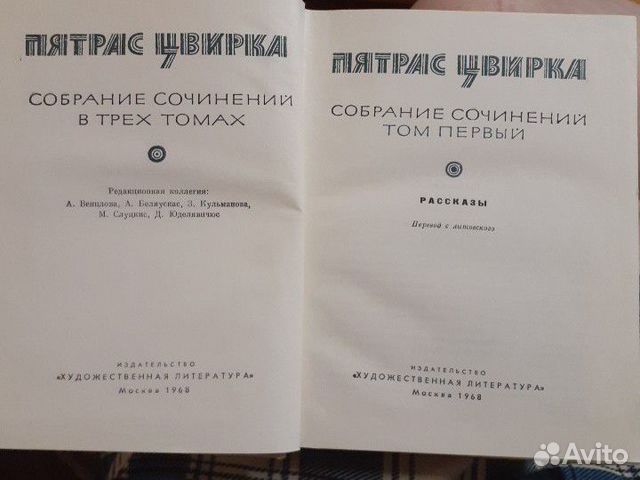 ПЯТРАС ЦВИРКА
СОБРАНИЕ СОЧИНЕНИЙ
В ТРЕХ ТОМАХ
Редакционная коллегия:
А. Венцлова, А. Беляускас, З. Кульманова,
М. Слуцкис, Д. Юделявичюс
ИЗДАТЕЛЬСТВО
«ХУДОЖЕСТВЕННАЯ ЛИТЕРАТУРА»
Москва 1968
ПЯТРАС ЦВИРКА
СОБРАНИЕ СОЧИНЕНИЙ
ТОМ ПЕРВЫЙ
РАССКАЗЫ
Перевод с литовского
ИЗДАТЕЛЬСТВО
«ХУДОЖЕСТВЕННАЯ ЛИТЕРАТУРА»
Москва 1968
Avito